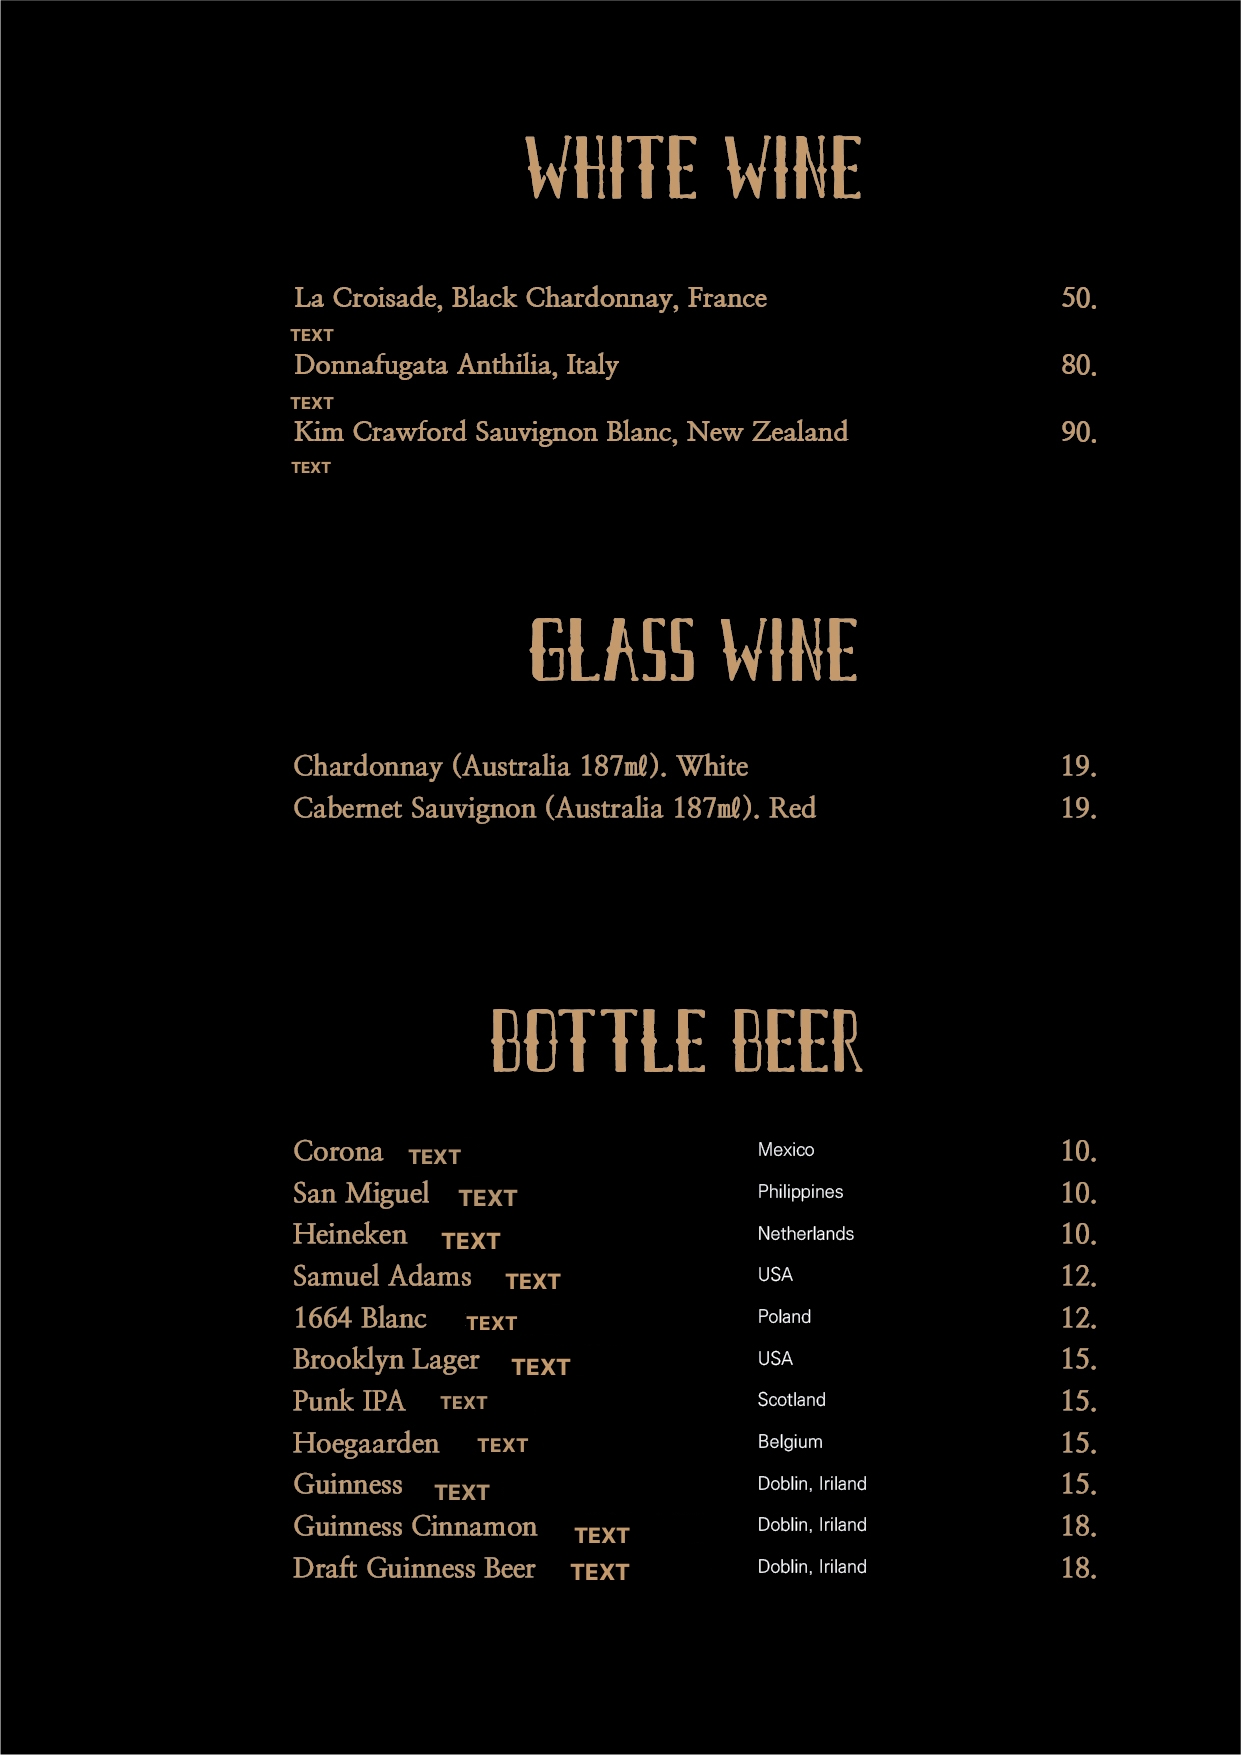 WHITE WINE
La Croisade, Black Chardonnay, France 50.
TEXT
Donnafugata Anthilia, Italy 80.
TEXT
Kim Crawford Sauvignon Blanc, New Zealand 90.
TEXT
GLASS WINE
Chardonnay (Australia 187㎖). White 19.
Cabernet Sauvignon (Australia 187㎖). Red 19.
BOTTLE BEER
Corona TEXT Mexico 10.
San Miguel TEXT Philippines 10.
Heineken TEXT Netherlands 10.
Samuel Adams TEXT USA 12.
1664 Blanc TEXT Poland 12.
Brooklyn Lager TEXT USA 15.
Punk IPA TEXT Scotland 15.
Hoegaarden TEXT Belgium 15.
Guinness TEXT Doblin, Iriland 15.
Guinness Cinnamon TEXT Doblin, Iriland 18.
Draft Guinness Beer TEXT Doblin, Iriland 18.